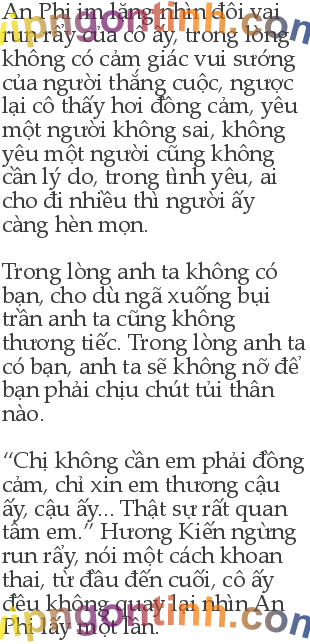 An Phi im lặng nhìn đôi vai
run rẩy của cô ấy, trong lòng
không có cảm giác vui sướng
của người thắng cuộc, ngược
lại cô thấy hơi đồng cảm, yêu
một người không sai, không
yêu một người cũng không
cần lý do, trong tình yêu, ai
cho đi nhiều thì người ấy
càng hèn mọn.
Trong lòng anh ta không có
bạn, cho dù ngã xuống bụi
trần anh ta cũng không
thương tiếc. Trong lòng anh ta
có bạn, anh ta sẽ không nỡ để
bạn phải chịu chút tủi thân
nào.
“Chị không cần em phải đồng
cảm, chỉ xin em thương cậu
ấy, cậu ấy... Thật sự rất quan
tâm em.” Hương Kiến ngừng
run rẩy, nói một cách khoan
thai, từ đầu đến cuối, cô ấy
đều không quay lại nhìn An
Phi lấy một lần.